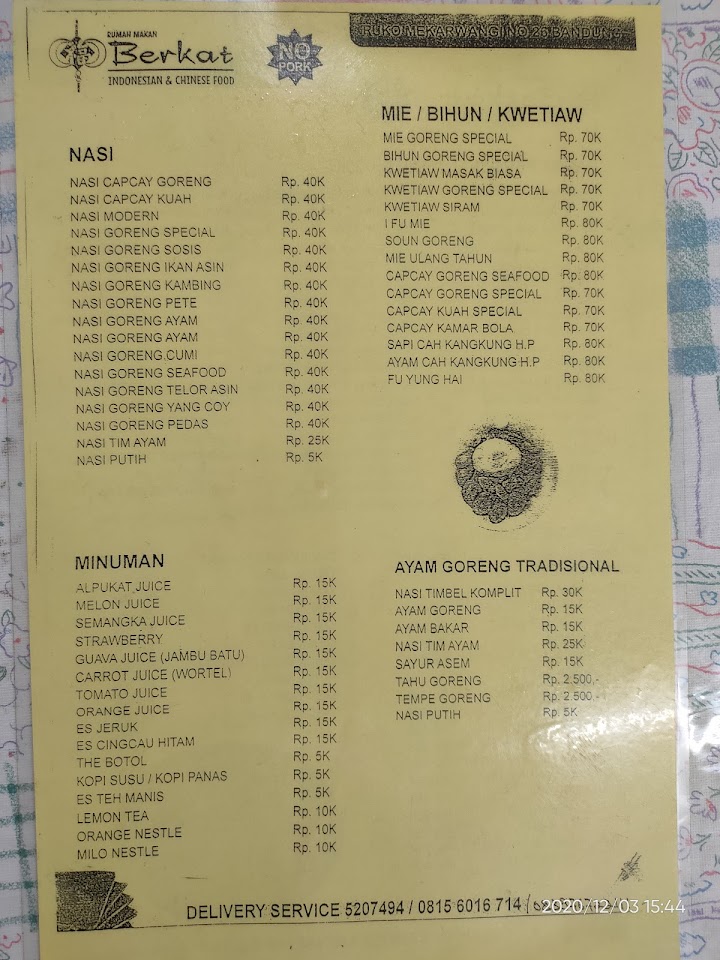 RUMAH MAKAN
Berkat
INDONESIAN & CHINESE FOOD
NO PORK
RUKO MEKARWANGI NO 26 BANDUNG
NASI
NASI CAPCAY GORENG Rp. 40K
NASI CAPCAY KUAH Rp. 40K
NASI MODERN Rp. 40K
NASI GORENG SPECIAL Rp. 40K
NASI GORENG SOSIS Rp. 40K
NASI GORENG IKAN ASIN Rp. 40K
NASI GORENG KAMBING Rp. 40K
NASI GORENG PETE Rp. 40K
NASI GORENG AYAM Rp. 40K
NASI GORENG AYAM Rp. 40K
NASI GORENG CUMI Rp. 40K
NASI GORENG SEAFOOD Rp. 40K
NASI GORENG TELOR ASIN Rp. 40K
NASI GORENG YANG COY Rp. 40K
NASI GORENG PEDAS Rp. 40K
NASI TIM AYAM Rp. 25K
NASI PUTIH Rp. 5K
MIE / BIHUN / KWETIAW
MIE GORENG SPECIAL Rp. 70K
BIHUN GORENG SPECIAL Rp. 70K
KWETIAW MASAK BIASA Rp. 70K
KWETIAW GORENG SPECIAL Rp. 70K
KWETIAW SIRAM Rp. 70K
I FU MIE Rp. 80K
SOUN GORENG Rp. 80K
MIE ULANG TAHUN Rp. 80K
CAPCAY GORENG SEAFOOD Rp. 80K
CAPCAY GORENG SPECIAL Rp. 70K
CAPCAY KUAH SPECIAL Rp. 70K
CAPCAY KAMAR BOLA Rp. 70K
SAPI CAH KANGKUNG H.P Rp. 80K
AYAM CAH KANGKUNG H.P Rp. 80K
FU YUNG HAI Rp. 80K
MINUMAN
ALPUKAT JUICE Rp. 15K
MELON JUICE Rp. 15K
SEMANGKA JUICE Rp. 15K
STRAWBERRY Rp. 15K
GUAVA JUICE (JAMBU BATU) Rp. 15K
CARROT JUICE (WORTEL) Rp. 15K
TOMATO JUICE Rp. 15K
ORANGE JUICE Rp. 15K
ES JERUK Rp. 15K
ES CINGCAU HITAM Rp. 15K
THE BOTOL Rp. 5K
KOPI SUSU / KOPI PANAS Rp. 5K
ES TEH MANIS Rp. 5K
LEMON TEA Rp. 10K
ORANGE NESTLE Rp. 10K
MILO NESTLE Rp. 10K
AYAM GORENG TRADISIONAL
NASI TIMBEL KOMPLIT Rp. 30K
AYAM GORENG Rp. 15K
AYAM BAKAR Rp. 15K
NASI TIM AYAM Rp. 25K
SAYUR ASEM Rp. 15K
TAHU GORENG Rp. 2.500,-
TEMPE GORENG Rp. 2.500,-
NASI PUTIH Rp. 5K
DELIVERY SERVICE 5207494 / 0815 6016 714 /
2020/12/03 15:44